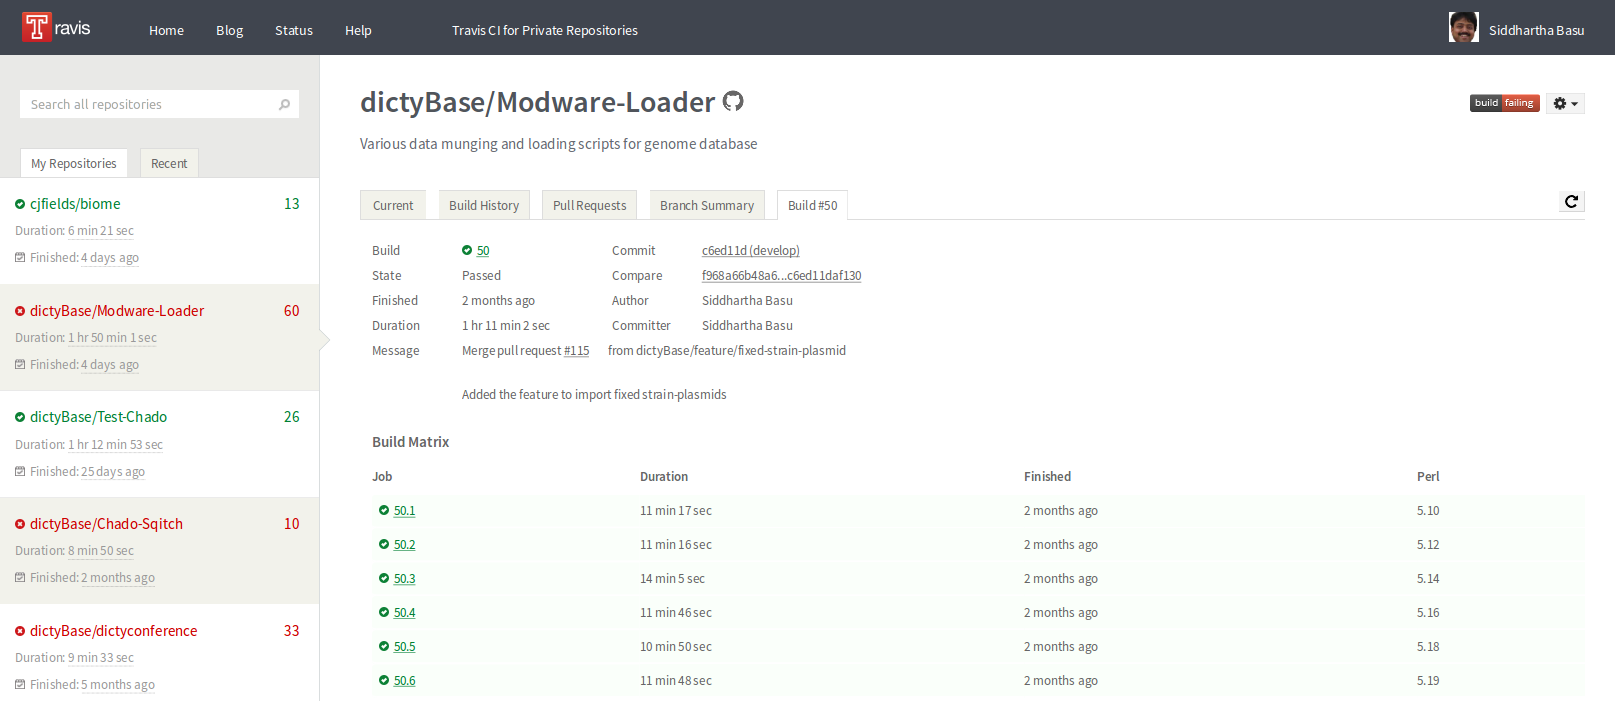 Travis Home Blog Status Help Travis CI for Private Repositories Siddhartha Basu
Search all repositories
My Repositories Recent
cjfields/biome 13
Duration: 6 min 21 sec
Finished: 4 days ago
dictyBase/Modware-Loader 60
Duration: 1 hr 50 min 1 sec
Finished: 4 days ago
dictyBase/Test-Chado 26
Duration: 1 hr 12 min 53 sec
Finished: 25 days ago
dictyBase/Chado-Sqitch 10
Duration: 8 min 50 sec
Finished: 2 months ago
dictyBase/dictyconference 33
Duration: 9 min 33 sec
Finished: 5 months ago
dictyBase/Modware-Loader build failing
Various data munging and loading scripts for genome database
Current Build History Pull Requests Branch Summary Build #50
Build 50 Commit c6ed11d (develop)
State Passed Compare f968a66b48a6...c6ed11daf130
Finished 2 months ago Author Siddhartha Basu
Duration 1 hr 11 min 2 sec Committer Siddhartha Basu
Message Merge pull request #115 from dictyBase/feature/fixed-strain-plasmid
Added the feature to import fixed strain-plasmids
Build Matrix
Job Duration Finished Perl
50.1 11 min 17 sec 2 months ago 5.10
50.2 11 min 16 sec 2 months ago 5.12
50.3 14 min 5 sec 2 months ago 5.14
50.4 11 min 46 sec 2 months ago 5.16
50.5 10 min 50 sec 2 months ago 5.18
50.6 11 min 48 sec 2 months ago 5.19